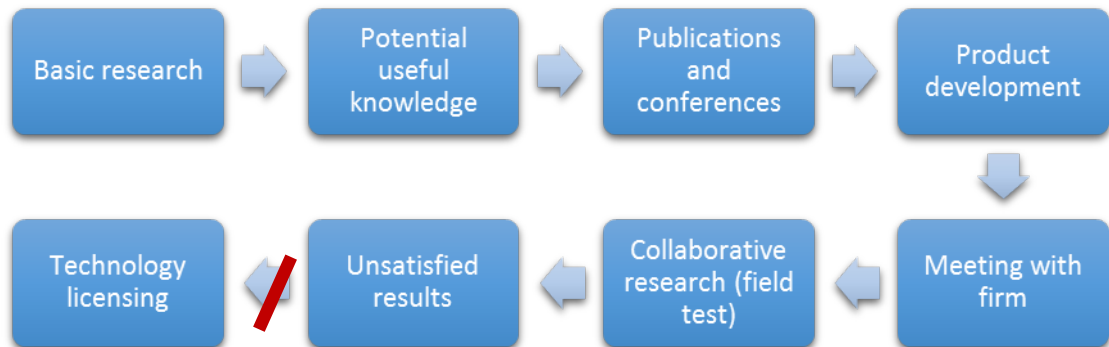 Basic research
Potential
useful
knowledge
Publications
and
conferences
Product
development
Meeting with
firm
Collaborative
research (field
test)
Unsatisfied
results
Technology
licensing